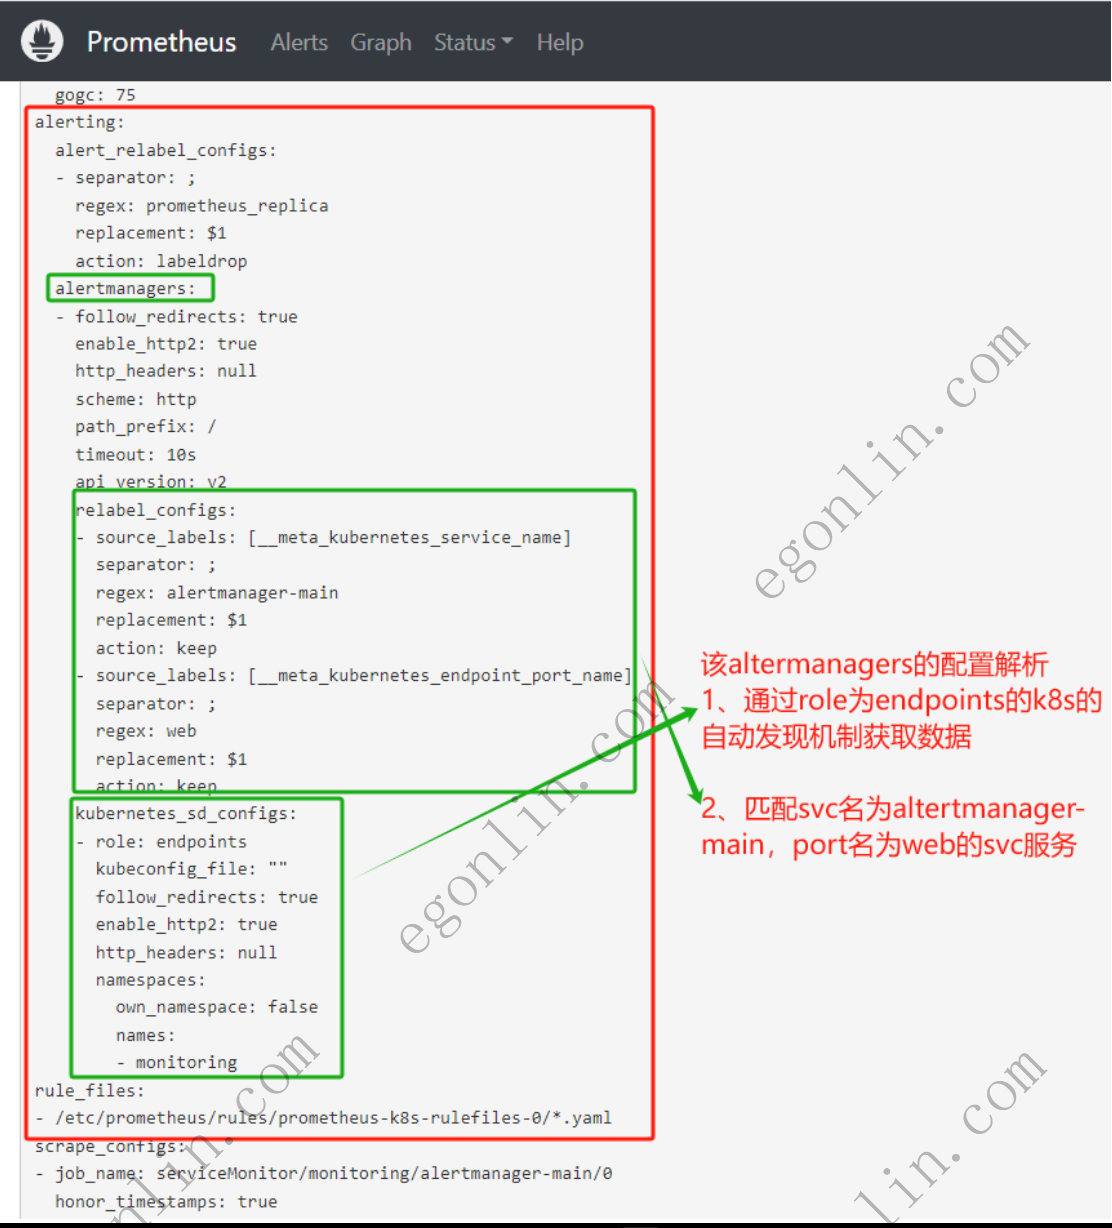 Prometheus Alerts Graph Status Help
gogc: 75
alerting:
alert_relabel_configs:
- separator: ;
regex: prometheus_replica
replacement: $1
action: labeldrop
alertmanagers:
- follow_redirects: true
enable_http2: true
http_headers: null
scheme: http
path_prefix: /
timeout: 10s
api_version: v2
relabel_configs:
- source_labels: [__meta_kubernetes_service_name]
separator: ;
regex: alertmanager-main
replacement: $1
action: keep
- source_labels: [__meta_kubernetes_endpoint_port_name]
separator: ;
regex: web
replacement: $1
action: keep
kubernetes_sd_configs:
- role: endpoints
kubeconfig_file: ""
follow_redirects: true
enable_http2: true
http_headers: null
namespaces:
own_namespace: false
names:
- monitoring
rule_files:
- /etc/prometheus/rules/prometheus-k8s-rulefiles-0/*.yaml
scrape_configs:
- job_name: serviceMonitor/monitoring/alertmanager-main/0
honor_timestamps: true
该altermanagers的配置解析
1、通过role为endpoints的k8s的
自动发现机制获取数据
2、匹配svc名为altertmanager-
main，port名为web的svc服务
egonlin.com
egonlin.com
egonlin.com
lin.com